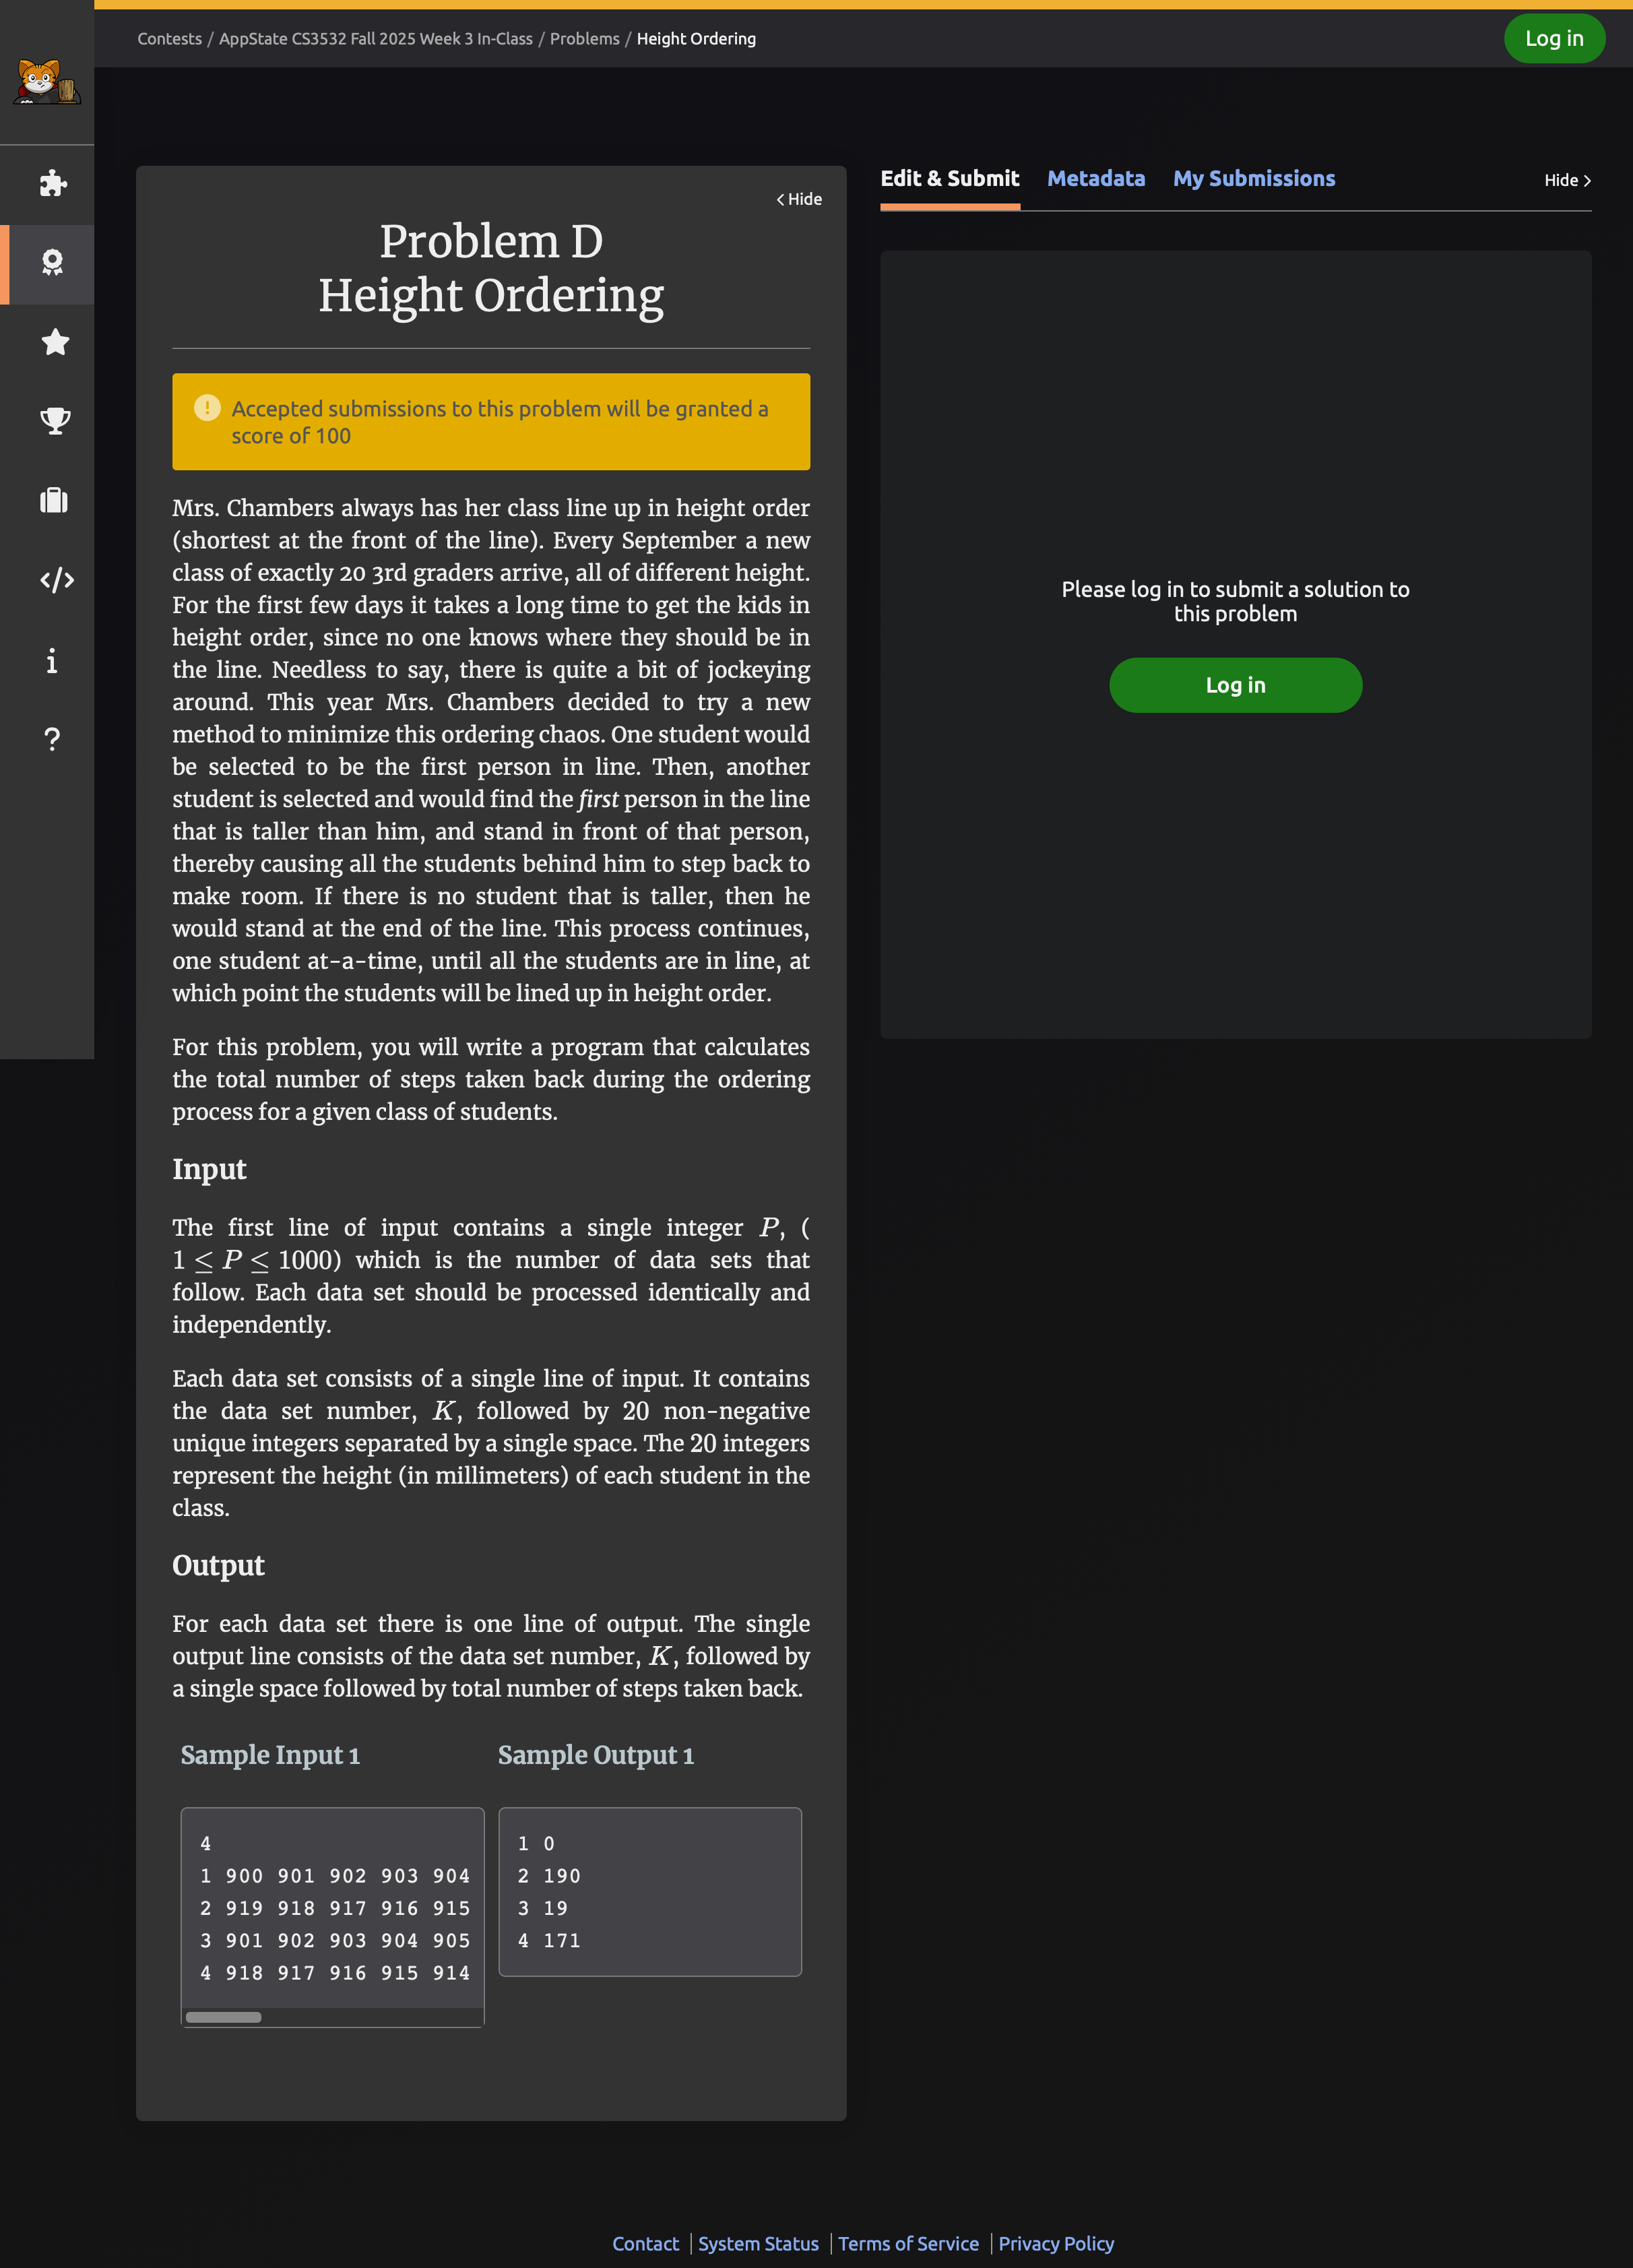 Contests / AppState CS3532 Fall 2025 Week 3 In-Class / Problems / Height Ordering
Log in
Hide
Problem D
Height Ordering
Accepted submissions to this problem will be granted a
score of 100
Mrs. Chambers always has her class line up in height order
(shortest at the front of the line). Every September a new
class of exactly 20 3rd graders arrive, all of different height.
For the first few days it takes a long time to get the kids in
height order, since no one knows where they should be in
the line. Needless to say, there is quite a bit of jockeying
around. This year Mrs. Chambers decided to try a new
method to minimize this ordering chaos. One student would
be selected to be the first person in line. Then, another
student is selected and would find the first person in the line
that is taller than him, and stand in front of that person,
thereby causing all the students behind him to step back to
make room. If there is no student that is taller, then he
would stand at the end of the line. This process continues,
one student at-a-time, until all the students are in line, at
which point the students will be lined up in height order.
For this problem, you will write a program that calculates
the total number of steps taken back during the ordering
process for a given class of students.
Input
The first line of input contains a single integer P, (
1 ≤ P ≤ 1000) which is the number of data sets that
follow. Each data set should be processed identically and
independently.
Each data set consists of a single line of input. It contains
the data set number, K, followed by 20 non-negative
unique integers separated by a single space. The 20 integers
represent the height (in millimeters) of each student in the
class.
Output
For each data set there is one line of output. The single
output line consists of the data set number, K, followed by
a single space followed by total number of steps taken back.
Sample Input 1
4
1 900 901 902 903 904
2 919 918 917 916 915
3 901 902 903 904 905
4 918 917 916 915 914
Sample Output 1
1 0
2 190
3 19
4 171
Edit & Submit
Metadata
My Submissions
Hide
Please log in to submit a solution to
this problem
Log in
Contact
System Status
Terms of Service
Privacy Policy